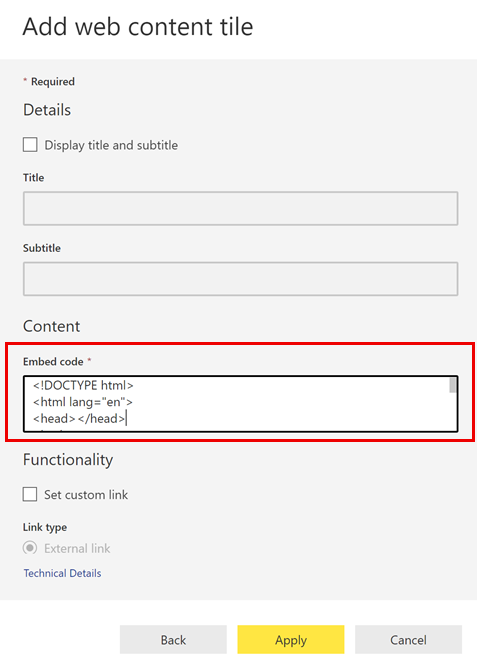 Add web content tile
* Required
Details
Display title and subtitle
Title
Subtitle
Content
Embed code *
<!DOCTYPE html>
<html lang="en">
<head></head>
Functionality
Set custom link
Link type
External link
Technical Details
Back Apply Cancel